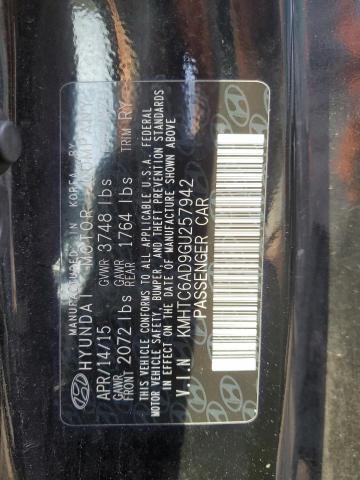 MANUFACTURED IN KOREA BY
HYUNDAI MOTOR COMPANY
APR/14/15 GVWR 3748 lbs
GAWR FRONT 2072 lbs GAWR REAR 1764 lbs TRIM RY
THIS VEHICLE CONFORMS TO ALL APPLICABLE U.S.A. FEDERAL
MOTOR VEHICLE SAFETY, BUMPER, AND THEFT PREVENTION STANDARDS
IN EFFECT ON THE DATE OF MANUFACTURE SHOWN ABOVE
V.I.N KMHTC6AD9GU257942
PASSENGER CAR